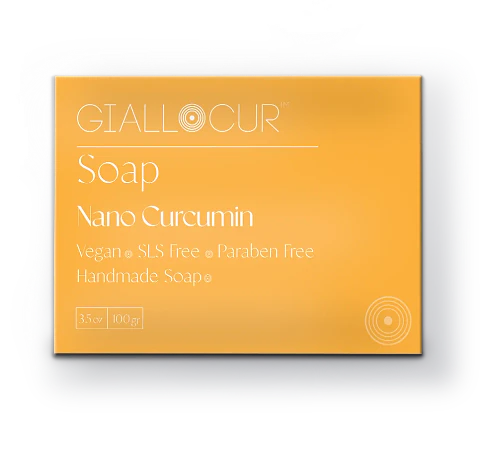 GIALLOCUR
Soap
Nano Curcumin
Vegan SLS Free Paraben Free
Handmade Soap
3.5 oz 100 gr